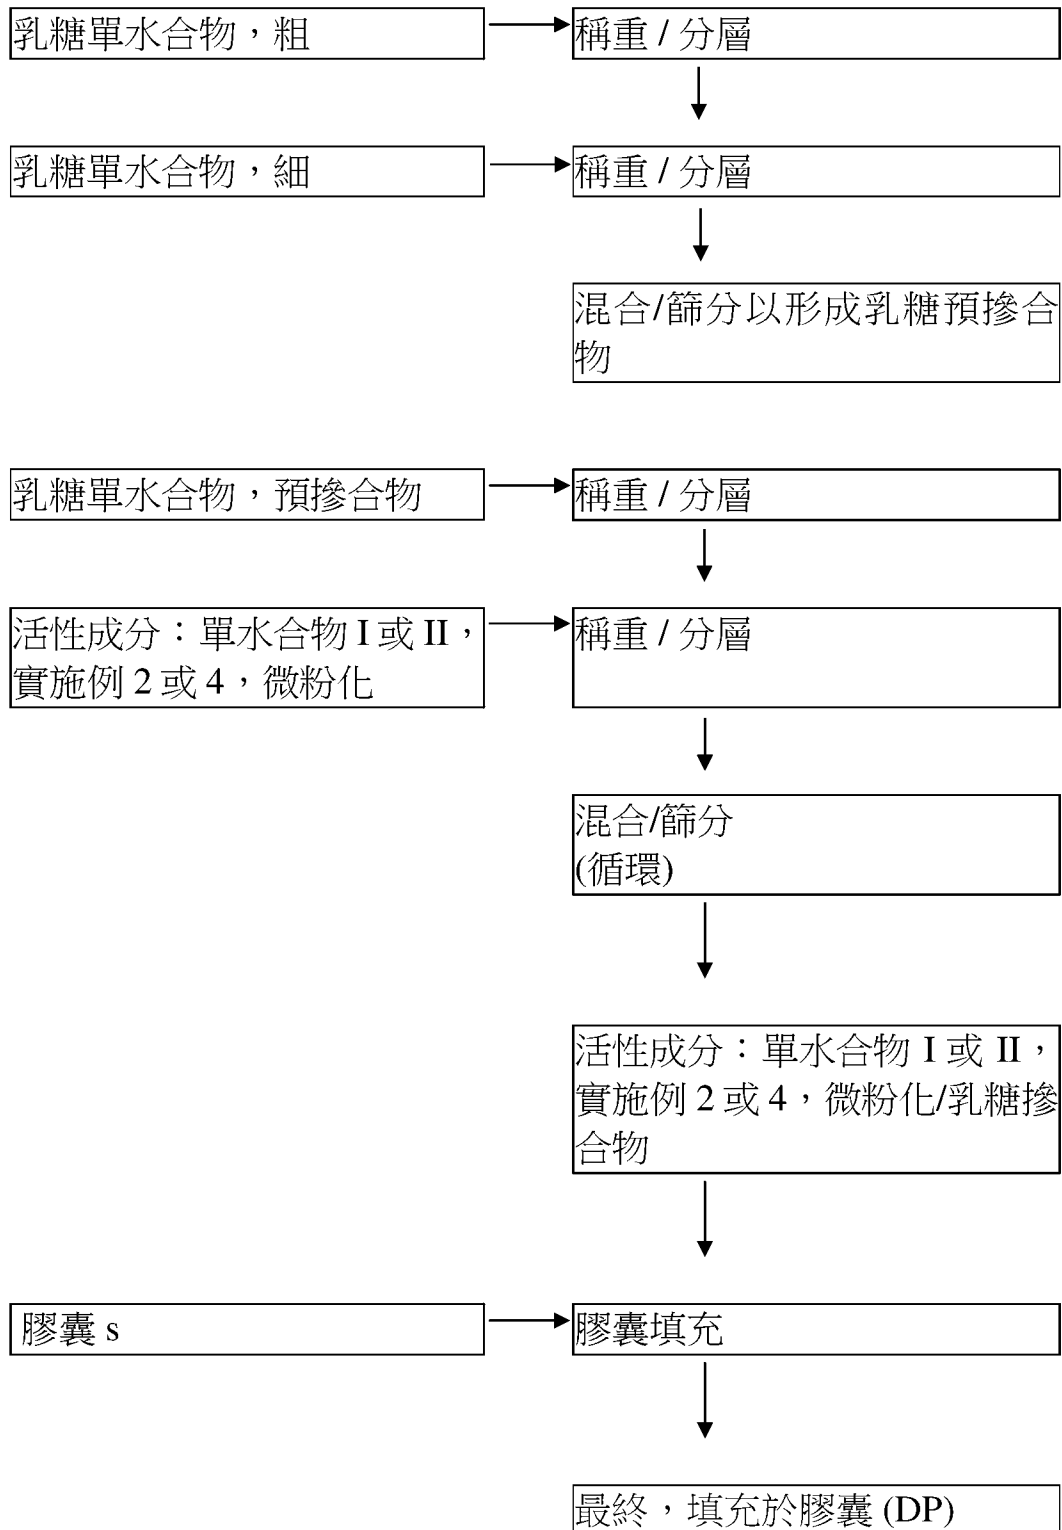 乳糖單水合物，粗
稱重 / 分層
乳糖單水合物，細
稱重 / 分層
混合/篩分以形成乳糖預摻合
物
乳糖單水合物，預摻合物
稱重 / 分層
活性成分：單水合物 I 或 II，
實施例 2 或 4，微粉化
稱重 / 分層
混合/篩分
(循環)
活性成分：單水合物 I 或 II，
實施例 2 或 4，微粉化/乳糖摻
合物
膠囊 s
膠囊填充
最終，填充於膠囊 (DP)